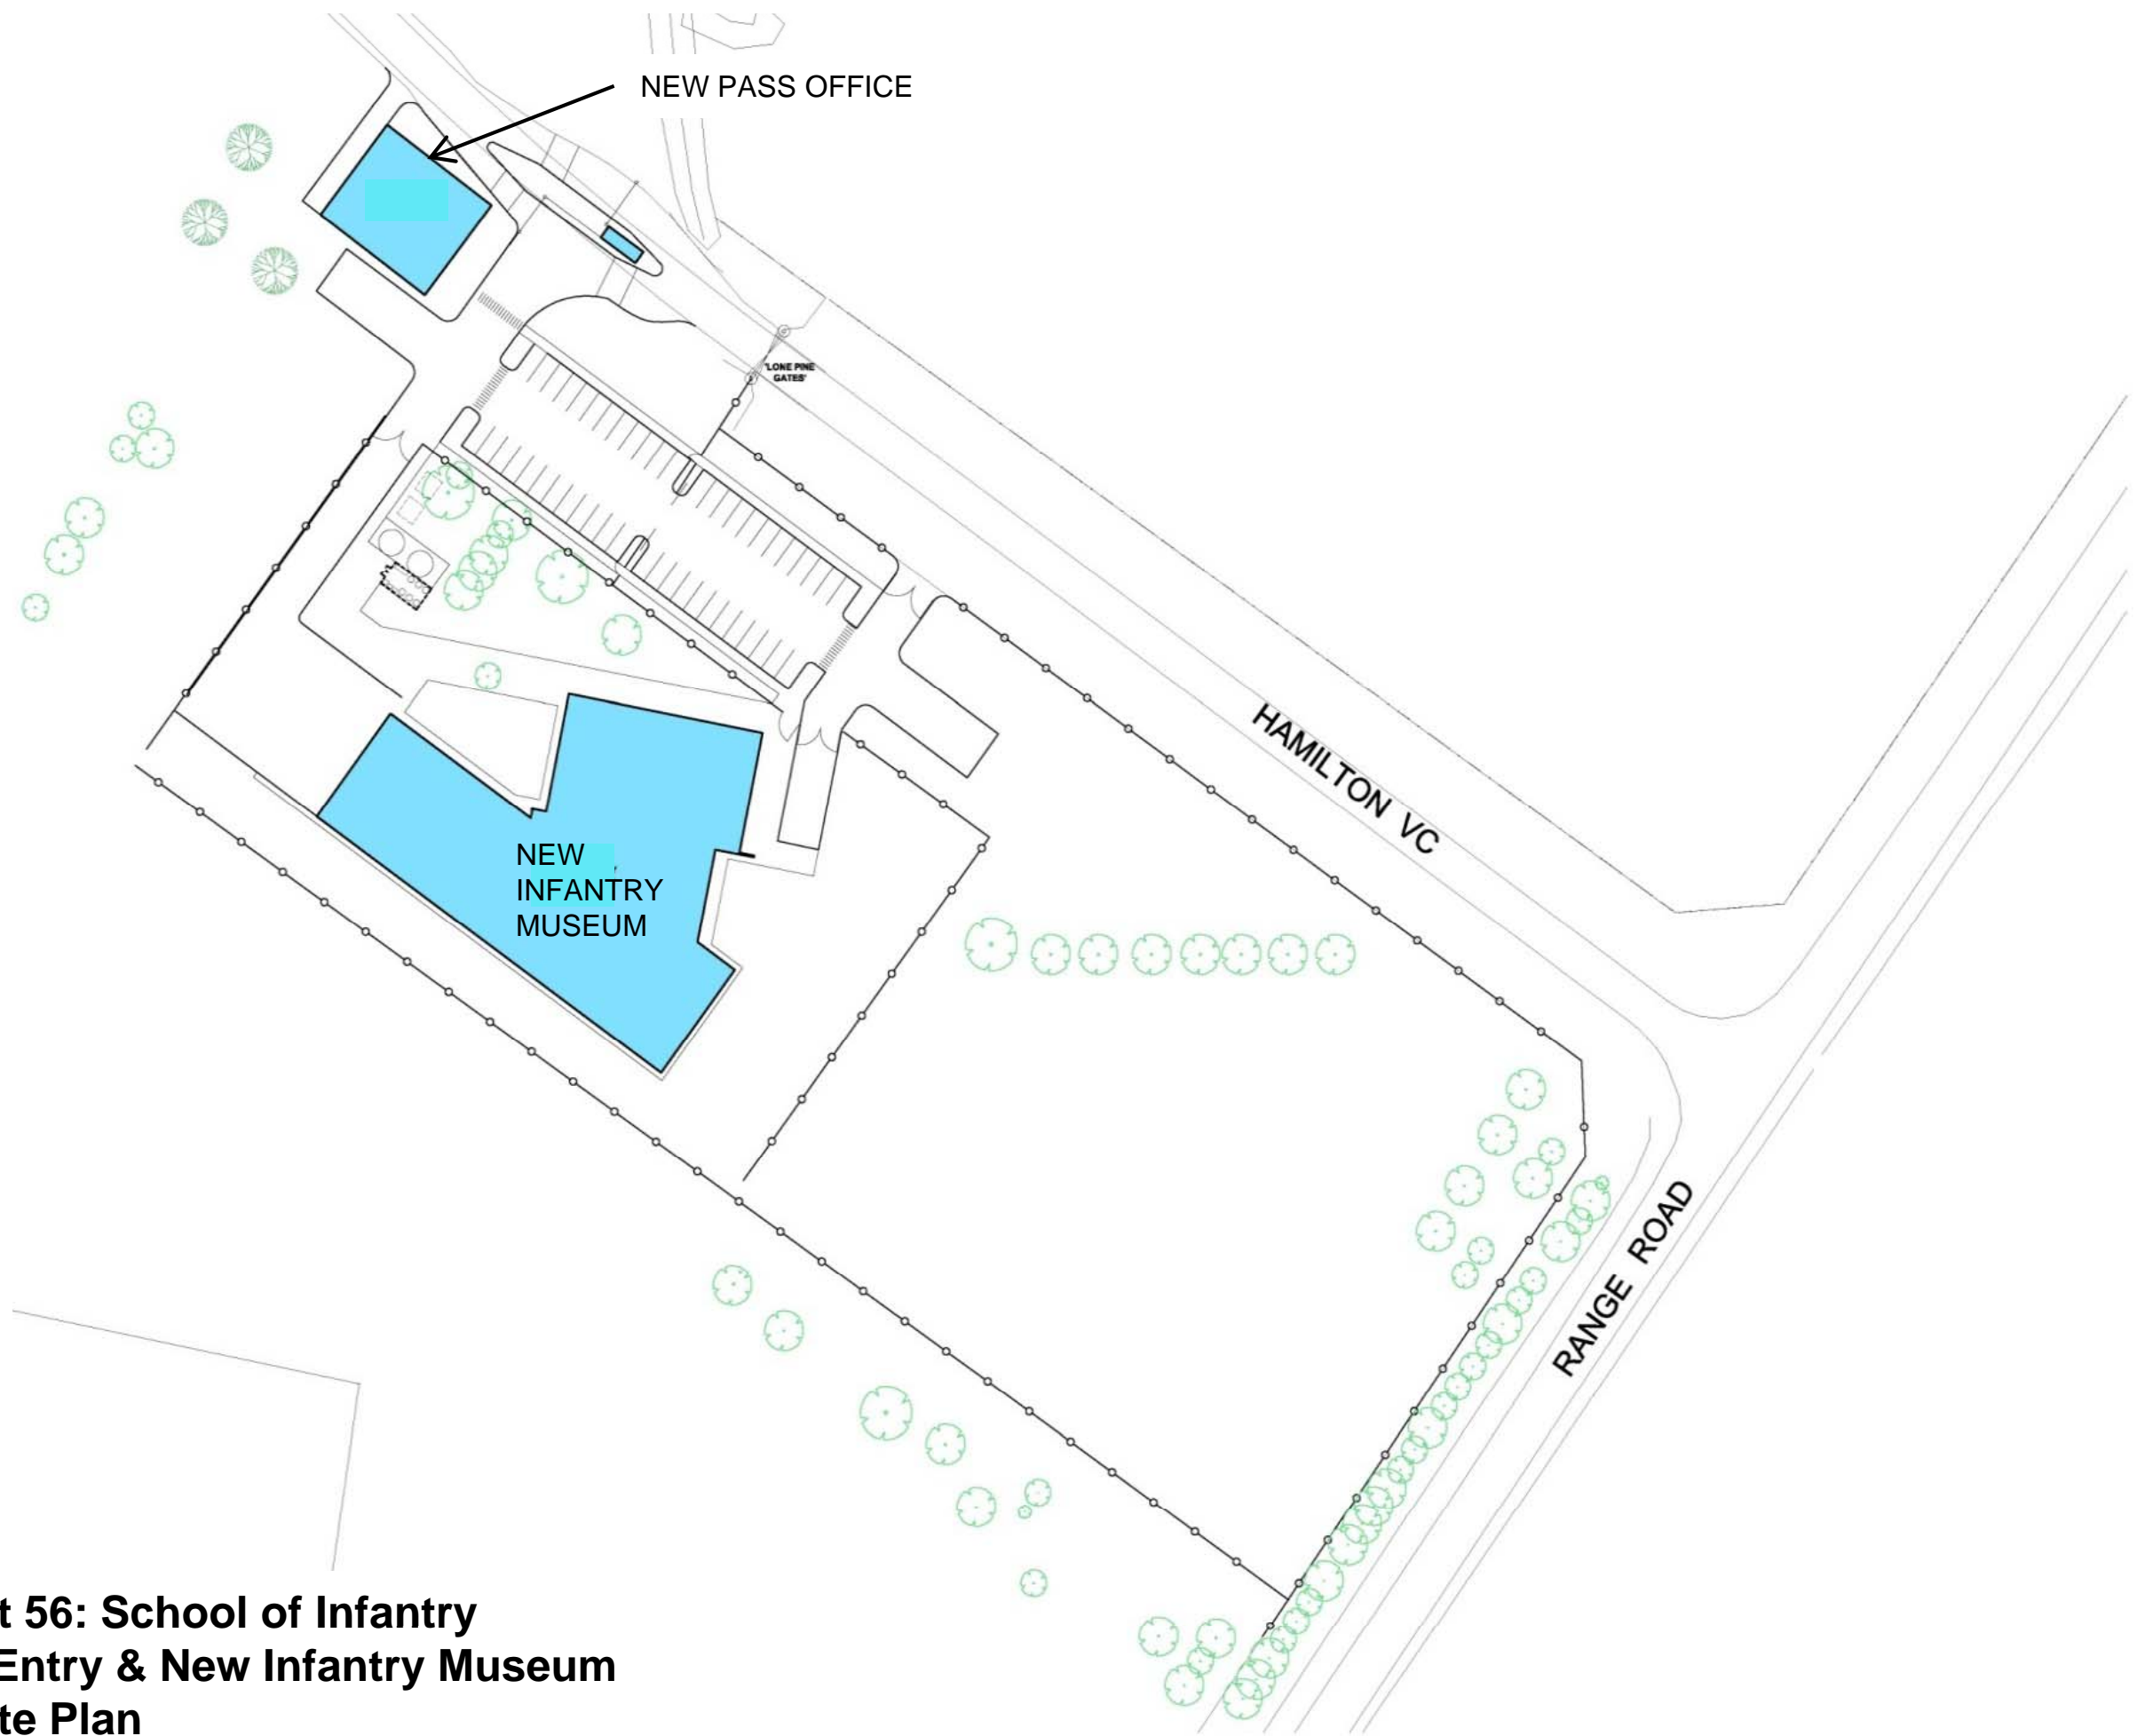 NEW PASS OFFICE
'LONE PINE
GATES'
HAMILTON VC
NEW
INFANTRY
MUSEUM
RANGE ROAD
t 56: School of Infantry
Entry & New Infantry Museum
te Plan